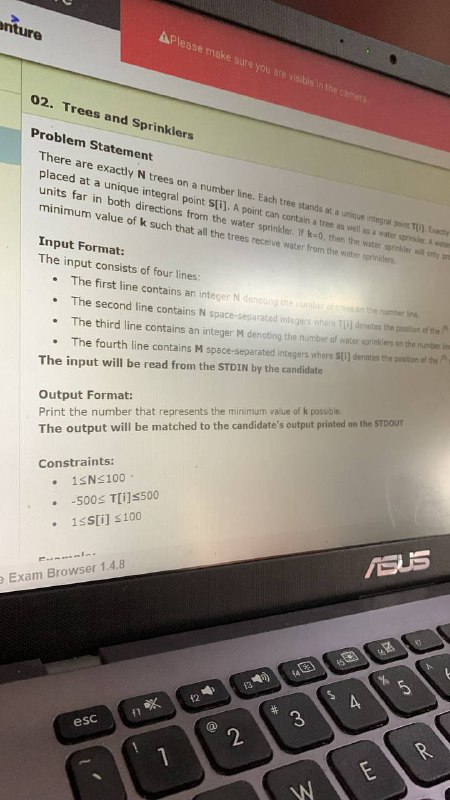 enture
Please make sure you are visible in the camera
02. Trees and Sprinklers
Problem Statement
There are exactly N trees on a number line. Each tree stands at a unique integral point T[i]. Exactly
placed at a unique integral point S[i]. A point can contain a tree as well as a water sprinkler. A water
units far in both directions from the water sprinkler. If k=0, then the water sprinkler will only
minimum value of k such that all the trees receive water from the water sprinklers.
Input Format:
The input consists of four lines:
• The first line contains an integer N denoting the number of trees on the number line.
• The second line contains N space-separated integers where T[i] denotes the position of the ith
• The third line contains an integer M denoting the number of water sprinklers on the number
• The fourth line contains M space-separated integers where S[i] denotes the position of the ith
The input will be read from the STDIN by the candidate
Output Format:
Print the number that represents the minimum value of k possible.
The output will be matched to the candidate's output printed on the STDOUT
Constraints:
• 1≤N≤100
• -500≤ T[i]≤500
• 1≤S[i] ≤100
Exam Browser 1.4.8
ASUS
esc
f1
f2
f3
f4
f5
f6
~
! 1
@ 2
# 3
$ 4
% 5
W
E
R